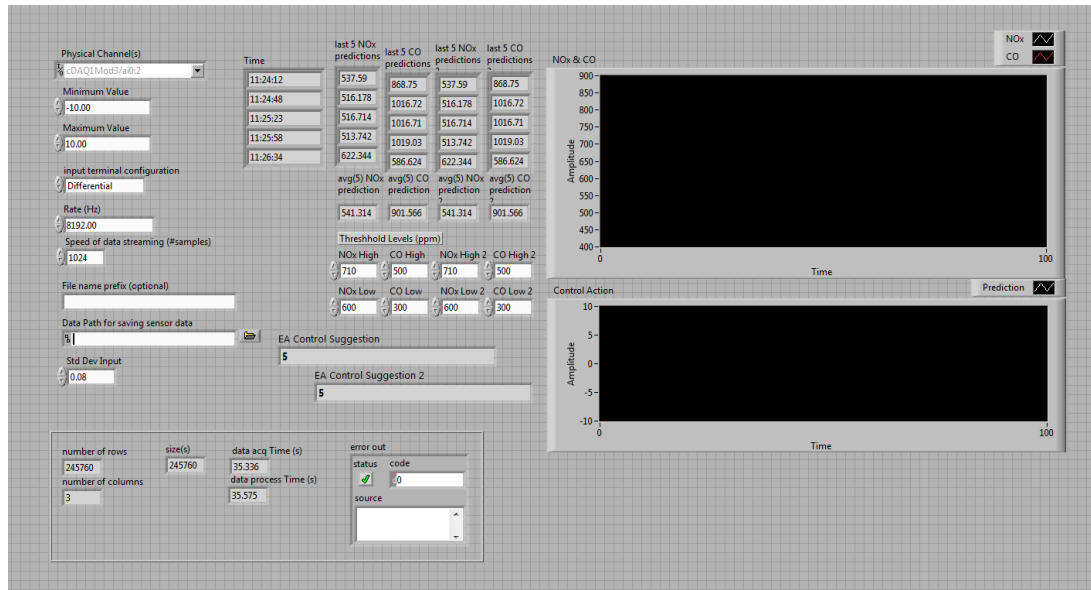 Physical Channel(s)
cDAQ1Mod3/ai0:2
Minimum Value
-10.00
Maximum Value
10.00
input terminal configuration
Differential
Rate (Hz)
8192.00
Speed of data streaming (#samples)
1024
File name prefix (optional)
Data Path for saving sensor data
Std Dev Input
0.08
Time
11:24:12
11:24:48
11:25:23
11:25:58
11:26:34
last 5 NOx
predictions
537.59
516.178
516.714
513.742
622.344
avg(5) NOx
prediction
541.314
last 5 CO
predictions
868.75
1016.72
1016.71
1019.03
586.624
avg(5) CO
prediction
901.566
last 5 NOx
predictions
2
537.59
516.178
516.714
513.742
622.344
avg(5) NOx
prediction
2
541.314
last 5 CO
predictions
2
868.75
1016.72
1016.71
1019.03
586.624
avg(5) CO
prediction
2
901.566
Threshhold Levels (ppm)
NOx High CO High NOx High 2 CO High 2
710 500 710 500
NOx Low CO Low NOx Low 2 CO Low 2
600 300 600 300
EA Control Suggestion
5
EA Control Suggestion 2
5
number of rows
245760
number of columns
3
size(s)
245760
data acq Time (s)
35.336
data process Time (s)
35.575
error out
status code
0
source
NOx & CO
NOx
CO
Amplitude
900
850
800
750
700
650
600
550
500
450
400
0 100
Time
Control Action
Prediction
Amplitude
10
5
0
-5
-10
0 100
Time